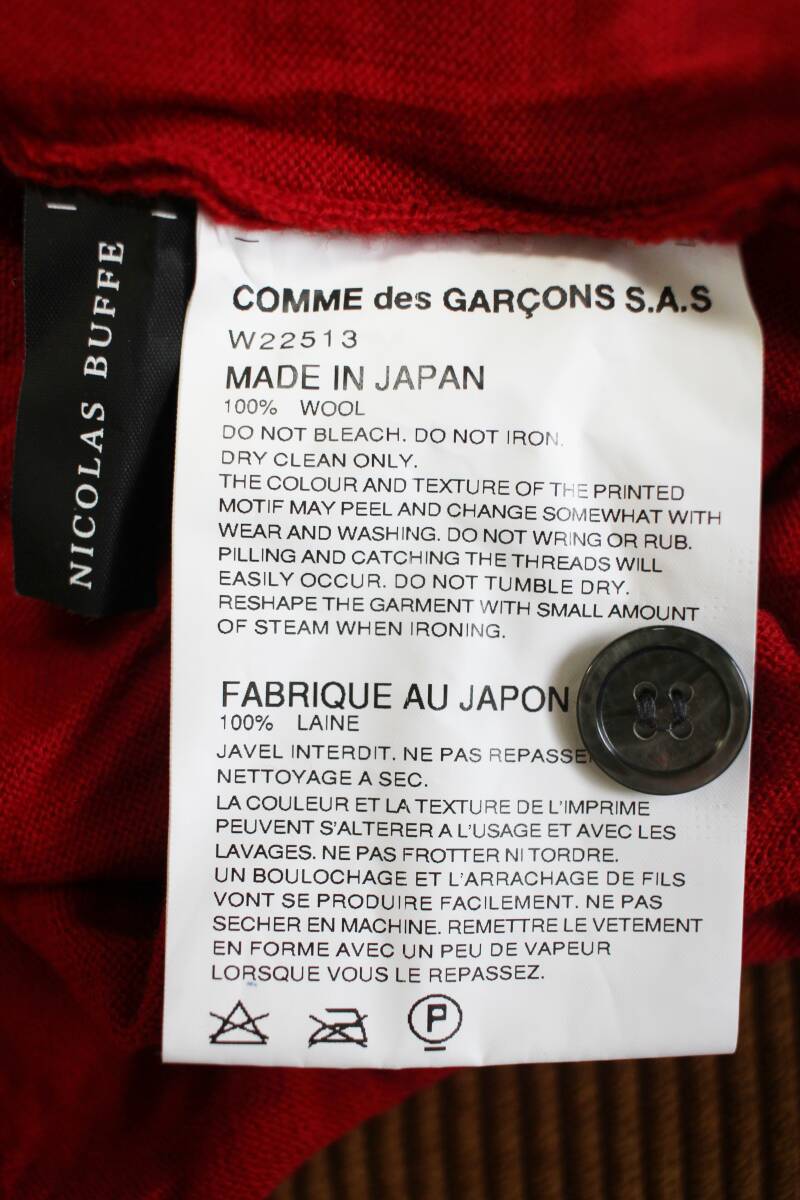 NICOLAS BUFFE
COMME des GARÇONS S.A.S
W22513
MADE IN JAPAN
100% WOOL
DO NOT BLEACH. DO NOT IRON.
DRY CLEAN ONLY.
THE COLOUR AND TEXTURE OF THE PRINTED
MOTIF MAY PEEL AND CHANGE SOMEWHAT WITH
WEAR AND WASHING. DO NOT WRING OR RUB.
PILLING AND CATCHING THE THREADS WILL
EASILY OCCUR. DO NOT TUMBLE DRY.
RESHAPE THE GARMENT WITH SMALL AMOUNT
OF STEAM WHEN IRONING.
FABRIQUE AU JAPON
100% LAINE
JAVEL INTERDIT. NE PAS REPASSE
NETTOYAGE A SEC.
LA COULEUR ET LA TEXTURE DE L'IMPRIME
PEUVENT S'ALTERER A L'USAGE ET AVEC LES
LAVAGES. NE PAS FROTTER NI TORDRE.
UN BOULOCHAGE ET L'ARRACHAGE DE FILS
VONT SE PRODUIRE FACILEMENT. NE PAS
SECHER EN MACHINE. REMETTRE LE VETEMENT
EN FORME AVEC UN PEU DE VAPEUR
LORSQUE VOUS LE REPASSEZ.
P